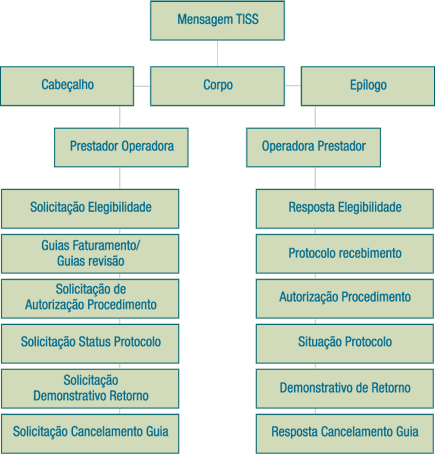 Mensagem TISS
Cabeçalho
Corpo
Epílogo
Prestador Operadora
Operadora Prestador
Solicitação Elegibilidade
Resposta Elegibilidade
Guias Faturamento/
Guias revisão
Protocolo recebimento
Solicitação de
Autorização Procedimento
Autorização Procedimento
Solicitação Status Protocolo
Situação Protocolo
Solicitação
Demonstrativo Retorno
Demonstrativo de Retorno
Solicitação Cancelamento Guia
Resposta Cancelamento Guia